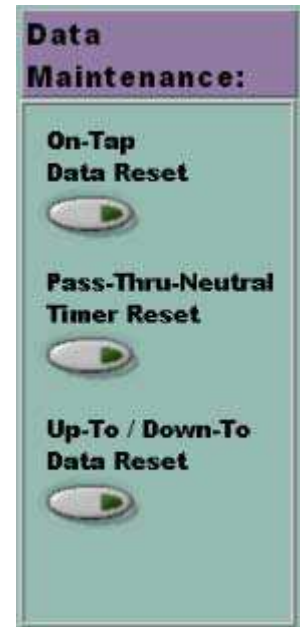 Data
Maintenance:
On-Tap
Data Reset
Pass-Thru-Neutral
Timer Reset
Up-To / Down-To
Data Reset